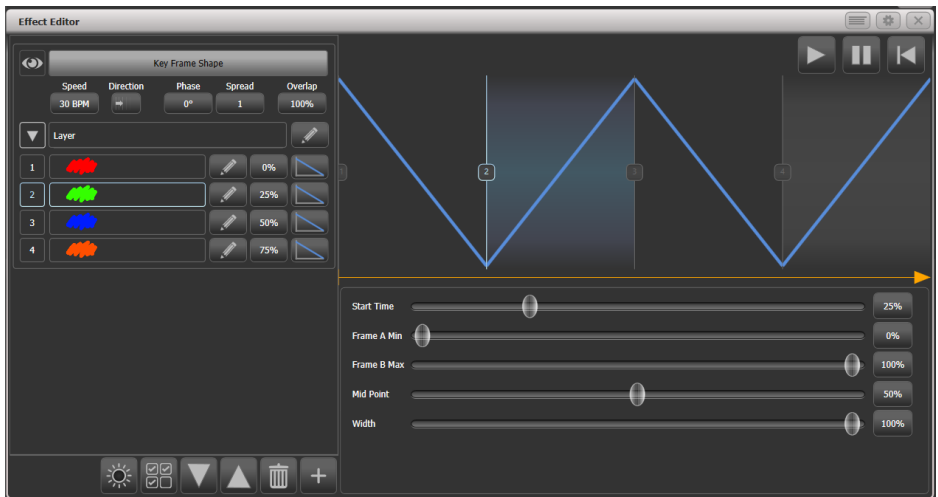 Effect Editor
Key Frame Shape
Speed Direction Phase Spread Overlap
30 BPM 0° 1 100%
Layer
1 0%
2 25%
3 50%
4 75%
1 2 3 4
Start Time 25%
Frame A Min 0%
Frame B Max 100%
Mid Point 50%
Width 100%